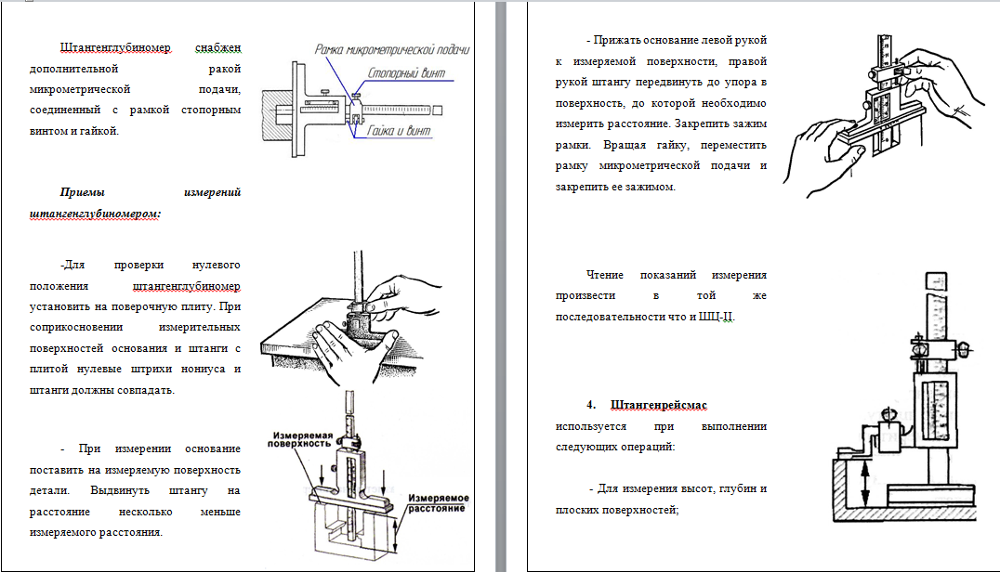 Штангенглубиномер снабжен
дополнительной ракой
микрометрической подачи,
соединенный с рамкой стопорным
винтом и гайкой.
Рамка микрометрической подачи
Стопорный винт
Гайка и винт
Приемы измерений
штангенглубиномером:
-Для проверки нулевого
положения штангенглубиномер
установить на поверочную плиту. При
соприкосновении измерительных
поверхностей основания и штанги с
плитой нулевые штрихи нониуса и
штанги должны совпадать.
- При измерении основание
поставить на измеряемую поверхность
детали. Выдвинуть штангу на
расстояние несколько меньше
измеряемого расстояния.
Измеряемая
поверхность
Измеряемое
расстояние
- Прижать основание левой рукой
к измеряемой поверхности, правой
рукой штангу передвинуть до упора в
поверхность, до которой необходимо
измерить расстояние. Закрепить зажим
рамки. Вращая гайку, переместить
рамку микрометрической подачи и
закрепить ее зажимом.
Чтение показаний измерения
произвести в той же
последовательности что и ШЦ-Ц.
4. Штангенрейсмас
используется при выполнении
следующих операций:
- Для измерения высот, глубин и
плоских поверхностей;